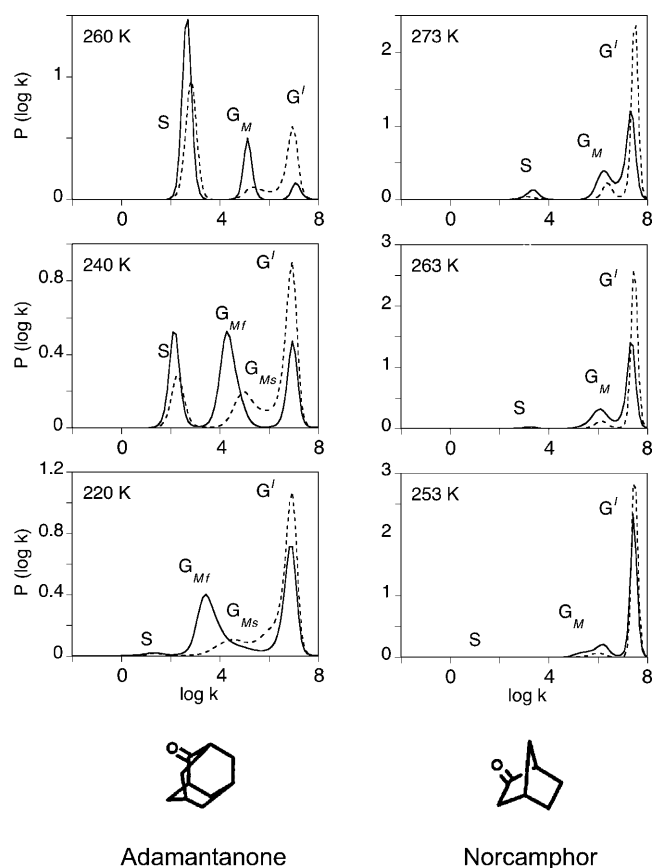 260 K
P (log k)
1
0
S
G_M
G^I
0
4
8
273 K
P (log k)
2
1
0
S
G_M
G^I
0
4
8
240 K
P (log k)
0.8
0.4
0
S
G_Mf
G_Ms
G^I
0
4
8
263 K
3
2
1
0
S
G_M
G^I
0
4
8
220 K
P (log k)
1.2
0.8
0.4
0
S
G_Mf
G_Ms
G^I
0
4
8
log k
253 K
3
2
1
0
S
G_M
G^I
0
4
8
log k
O
O
Adamantanone
Norcamphor